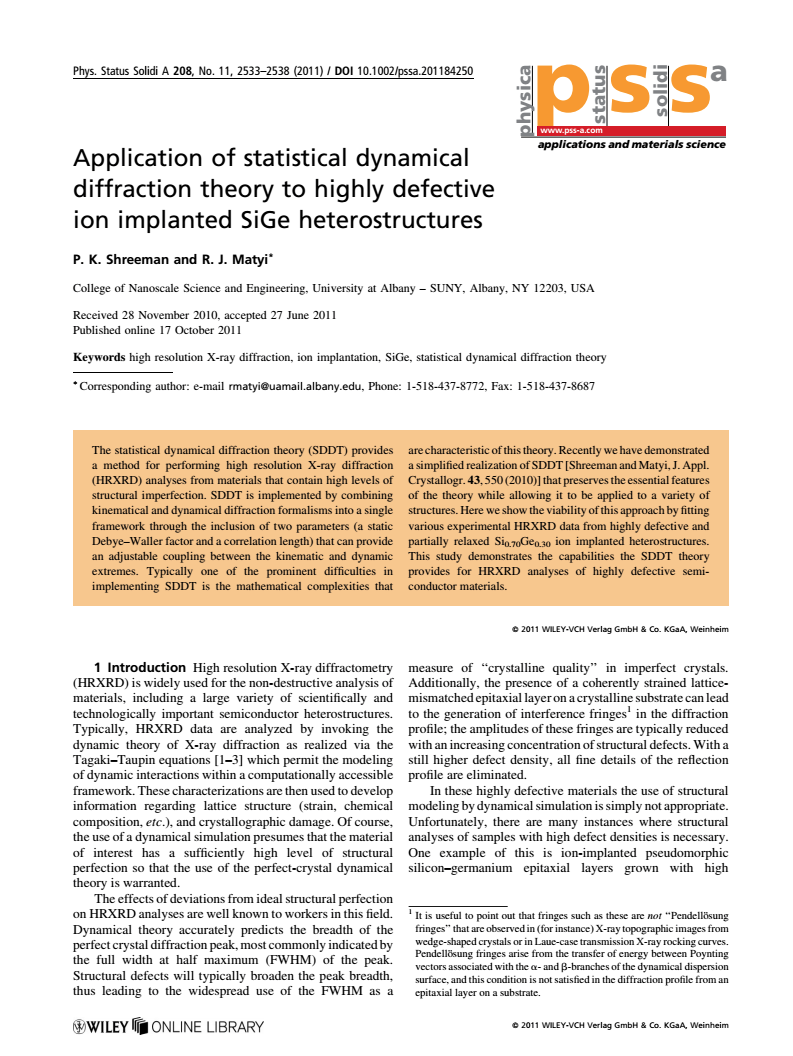 Phys. Status Solidi A 208, No. 11, 2533–2538 (2011) / DOI 10.1002/pssa.201184250
physica status solidi
pss a
www.pss-a.com
applications and materials science
Application of statistical dynamical
diffraction theory to highly defective
ion implanted SiGe heterostructures
P. K. Shreeman and R. J. Matyi*
College of Nanoscale Science and Engineering, University at Albany – SUNY, Albany, NY 12203, USA
Received 28 November 2010, accepted 27 June 2011
Published online 17 October 2011
Keywords high resolution X-ray diffraction, ion implantation, SiGe, statistical dynamical diffraction theory
* Corresponding author: e-mail rmatyi@uamail.albany.edu, Phone: 1-518-437-8772, Fax: 1-518-437-8687
The statistical dynamical diffraction theory (SDDT) provides
a method for performing high resolution X-ray diffraction
(HRXRD) analyses from materials that contain high levels of
structural imperfection. SDDT is implemented by combining
kinematical and dynamical diffraction formalisms into a single
framework through the inclusion of two parameters (a static
Debye–Waller factor and a correlation length) that can provide
an adjustable coupling between the kinematic and dynamic
extremes. Typically one of the prominent difficulties in
implementing SDDT is the mathematical complexities that
are characteristic of this theory. Recently we have demonstrated
a simplified realization of SDDT [Shreeman and Matyi, J. Appl.
Crystallogr. 43, 550 (2010)] that preserves the essential features
of the theory while allowing it to be applied to a variety of
structures. Here we show the viability of this approach by fitting
various experimental HRXRD data from highly defective and
partially relaxed Si0.70Ge0.30 ion implanted heterostructures.
This study demonstrates the capabilities the SDDT theory
provides for HRXRD analyses of highly defective semi-
conductor materials.
© 2011 WILEY-VCH Verlag GmbH & Co. KGaA, Weinheim
1 Introduction High resolution X-ray diffractometry
(HRXRD) is widely used for the non-destructive analysis of
materials, including a large variety of scientifically and
technologically important semiconductor heterostructures.
Typically, HRXRD data are analyzed by invoking the
dynamic theory of X-ray diffraction as realized via the
Tagaki–Taupin equations [1–3] which permit the modeling
of dynamic interactions within a computationally accessible
framework. These characterizations are then used to develop
information regarding lattice structure (strain, chemical
composition, etc.), and crystallographic damage. Of course,
the use of a dynamical simulation presumes that the material
of interest has a sufficiently high level of structural
perfection so that the use of the perfect-crystal dynamical
theory is warranted.
The effects of deviations from ideal structural perfection
on HRXRD analyses are well known to workers in this field.
Dynamical theory accurately predicts the breadth of the
perfect crystal diffraction peak, most commonly indicated by
the full width at half maximum (FWHM) of the peak.
Structural defects will typically broaden the peak breadth,
thus leading to the widespread use of the FWHM as a
measure of “crystalline quality” in imperfect crystals.
Additionally, the presence of a coherently strained lattice-
mismatched epitaxial layer on a crystalline substrate can lead
to the generation of interference fringes1 in the diffraction
profile; the amplitudes of these fringes are typically reduced
with an increasing concentration of structural defects. With a
still higher defect density, all fine details of the reflection
profile are eliminated.
In these highly defective materials the use of structural
modeling by dynamical simulation is simply not appropriate.
Unfortunately, there are many instances where structural
analyses of samples with high defect densities is necessary.
One example of this is ion-implanted pseudomorphic
silicon–germanium epitaxial layers grown with high
1 It is useful to point out that fringes such as these are not “Pendellösung
fringes” that are observed in (for instance) X-ray topographic images from
wedge-shaped crystals or in Laue-case transmission X-ray rocking curves.
Pendellösung fringes arise from the transfer of energy between Poynting
vectors associated with the α- and β-branches of the dynamical dispersion
surface, and this condition is not satisfied in the diffraction profile from an
epitaxial layer on a substrate.
WILEY ONLINE LIBRARY
© 2011 WILEY-VCH Verlag GmbH & Co. KGaA, Weinheim